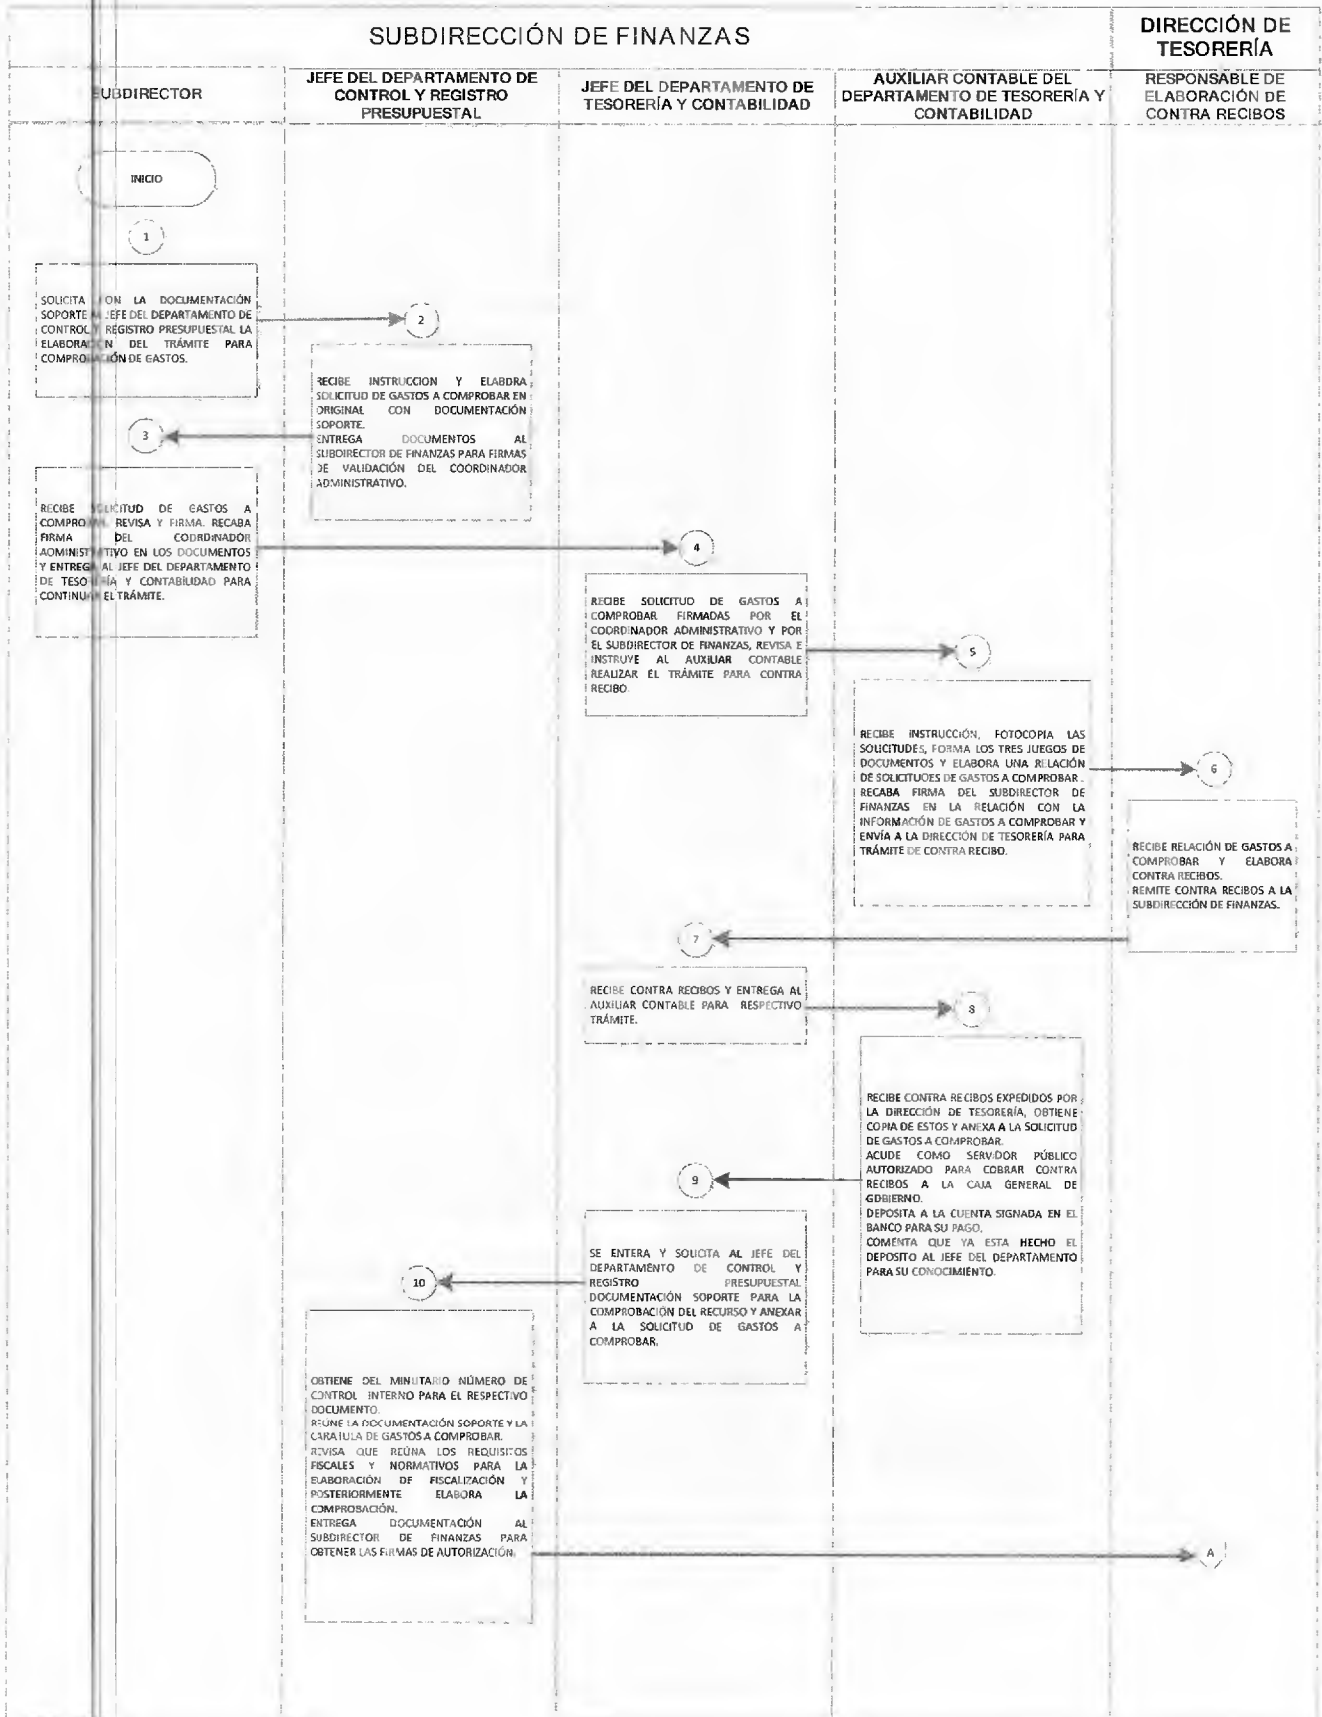 SUBDIRECCIÓN DE FINANZAS
DIRECCIÓN DE
TESORERÍA
UBDIRECTOR
JEFE DEL DEPARTAMENTO DE
CONTROL Y REGISTRO
PRESUPUESTAL
JEFE DEL DEPARTAMENTO DE
TESORERÍA Y CONTABILIDAD
AUXILIAR CONTABLE DEL
DEPARTAMENTO DE TESORERÍA Y
CONTABILIDAD
RESPONSABLE DE
ELABORACIÓN DE
CONTRA RECIBOS
INICIO
1
SOLICITA ON LA DOCUMENTACIÓN
SOPORTE JEFE DEL DEPARTAMENTO DE
CONTROL Y REGISTRO PRESUPUESTAL LA
ELABORACIÓN DEL TRÁMITE PARA
COMPROBACIÓN DE GASTOS.
2
RECIBE INSTRUCCION Y ELABORA
SOLICITUD DE GASTOS A COMPROBAR EN
ORIGINAL CON DOCUMENTACIÓN
SOPORTE.
ENTREGA DOCUMENTOS AL
SUBDIRECTOR DE FINANZAS PARA FIRMAS
DE VALIDACIÓN DEL COORDINADOR
ADMINISTRATIVO.
3
RECIBE SOLICITUD DE GASTOS A
COMPROBAR, REVISA Y FIRMA. RECABA
FIRMA DEL COORDINADOR
ADMINISTRATIVO EN LOS DOCUMENTOS
Y ENTREGA AL JEFE DEL DEPARTAMENTO
DE TESORERÍA Y CONTABILIDAD PARA
CONTINUAR EL TRÁMITE.
4
RECIBE SOLICITUD DE GASTOS A
COMPROBAR FIRMADAS POR EL
COORDINADOR ADMINISTRATIVO Y POR
EL SUBDIRECTOR DE FINANZAS, REVISA E
INSTRUYE AL AUXILIAR CONTABLE
REALIZAR EL TRÁMITE PARA CONTRA
RECIBO.
5
RECIBE INSTRUCCIÓN, FOTOCOPIA LAS
SOLICITUDES, FORMA LOS TRES JUEGOS DE
DOCUMENTOS Y ELABORA UNA RELACIÓN
DE SOLICITUDES DE GASTOS A COMPROBAR.
RECABA FIRMA DEL SUBDIRECTOR DE
FINANZAS EN LA RELACIÓN CON LA
INFORMACIÓN DE GASTOS A COMPROBAR Y
ENVÍA A LA DIRECCIÓN DE TESORERÍA PARA
TRÁMITE DE CONTRA RECIBO.
6
RECIBE RELACIÓN DE GASTOS A
COMPROBAR Y ELABORA
CONTRA RECIBOS.
REMITE CONTRA RECIBOS A LA
SUBDIRECCIÓN DE FINANZAS.
7
RECIBE CONTRA RECIBOS Y ENTREGA AL
AUXILIAR CONTABLE PARA RESPECTIVO
TRÁMITE.
8
RECIBE CONTRA RECIBOS EXPEDIDOS POR
LA DIRECCIÓN DE TESORERÍA, OBTIENE
COPIA DE ESTOS Y ANEXA A LA SOLICITUD
DE GASTOS A COMPROBAR.
ACUDE COMO SERVIDOR PÚBLICO
AUTORIZADO PARA COBRAR CONTRA
RECIBOS A LA CAJA GENERAL DE
GOBIERNO.
DEPOSITA A LA CUENTA SIGNADA EN EL
BANCO PARA SU PAGO.
COMENTA QUE YA ESTA HECHO EL
DEPOSITO AL JEFE DEL DEPARTAMENTO
PARA SU CONOCIMIENTO.
9
SE ENTERA Y SOLICITA AL JEFE DEL
DEPARTAMENTO DE CONTROL Y
REGISTRO PRESUPUESTAL
DOCUMENTACIÓN SOPORTE PARA LA
COMPROBACIÓN DEL RECURSO Y ANEXAR
A LA SOLICITUD DE GASTOS A
COMPROBAR.
10
OBTIENE DEL MINUTARIO NÚMERO DE
CONTROL INTERNO PARA EL RESPECTIVO
DOCUMENTO.
REÚNE LA DOCUMENTACIÓN SOPORTE Y LA
CARATULA DE GASTOS A COMPROBAR.
REVISA QUE REÚNA LOS REQUISITOS
FISCALES Y NORMATIVOS PARA LA
ELABORACIÓN DE FISCALIZACIÓN Y
POSTERIORMENTE ELABORA LA
COMPROBACIÓN.
ENTREGA DOCUMENTACIÓN AL
SUBDIRECTOR DE FINANZAS PARA
OBTENER LAS FIRMAS DE AUTORIZACIÓN.
A